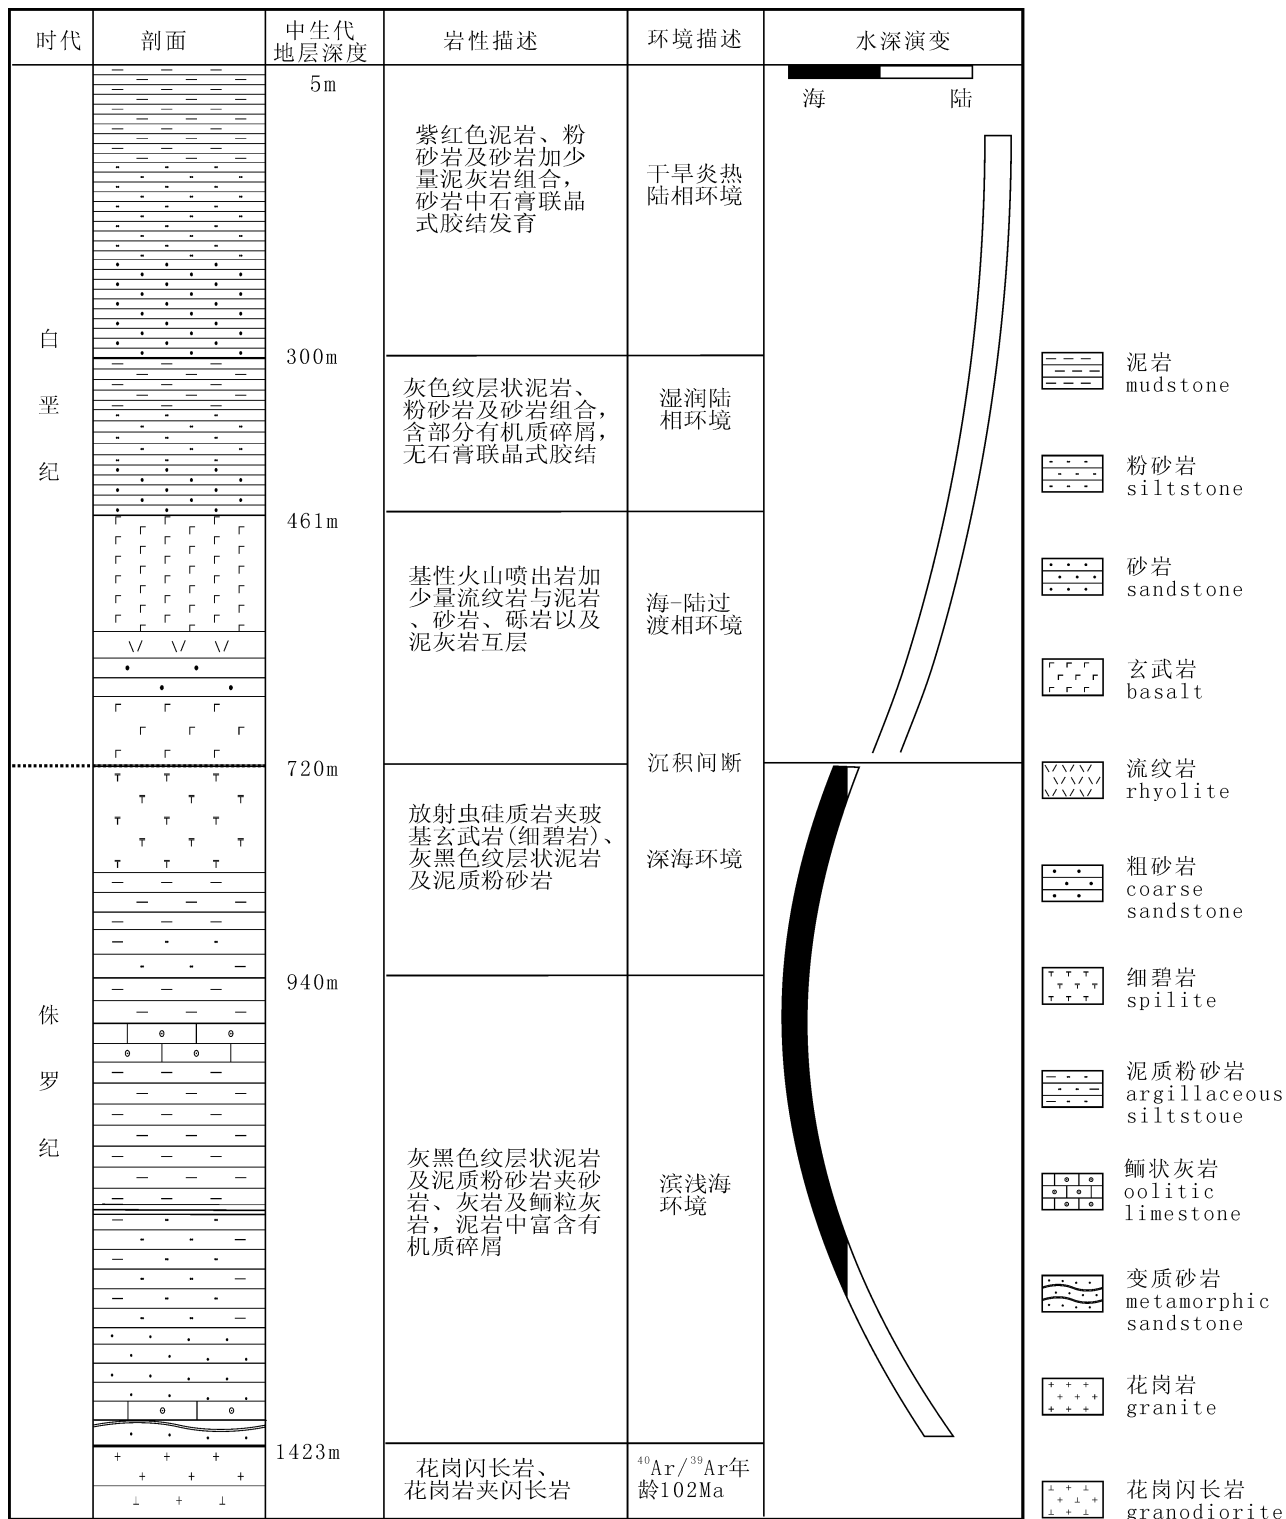 时代
剖面
中生代
地层深度
岩性描述
环境描述
水深演变
海
陆
5m
紫红色泥岩、粉
砂岩及砂岩加少
量泥灰岩组合，
砂岩中石膏联晶
式胶结发育
干旱炎热
陆相环境
白
垩
纪
300m
灰色纹层状泥岩、
粉砂岩及砂岩组合，
含部分有机质碎屑，
无石膏联晶式胶结
湿润陆
相环境
461m
基性火山喷出岩加
少量流纹岩与泥岩
、砂岩、砾岩以及
泥灰岩互层
海-陆过
渡相环境
沉积间断
720m
放射虫硅质岩夹玻
基玄武岩(细碧岩)、
灰黑色纹层状泥岩
及泥质粉砂岩
深海环境
侏
罗
纪
940m
灰黑色纹层状泥岩
及泥质粉砂岩夹砂
岩、灰岩及鲕粒灰
岩，泥岩中富含有
机质碎屑
滨浅海
环境
1423m
花岗闪长岩、
花岗岩夹闪长岩
⁴⁰Ar/³⁹Ar年
龄102Ma
泥岩
mudstone
粉砂岩
siltstone
砂岩
sandstone
玄武岩
basalt
流纹岩
rhyolite
粗砂岩
coarse
sandstone
细碧岩
spilite
泥质粉砂岩
argillaceous
siltstoue
鲕状灰岩
oolitic
limestone
变质砂岩
metamorphic
sandstone
花岗岩
granite
花岗闪长岩
granodiorite